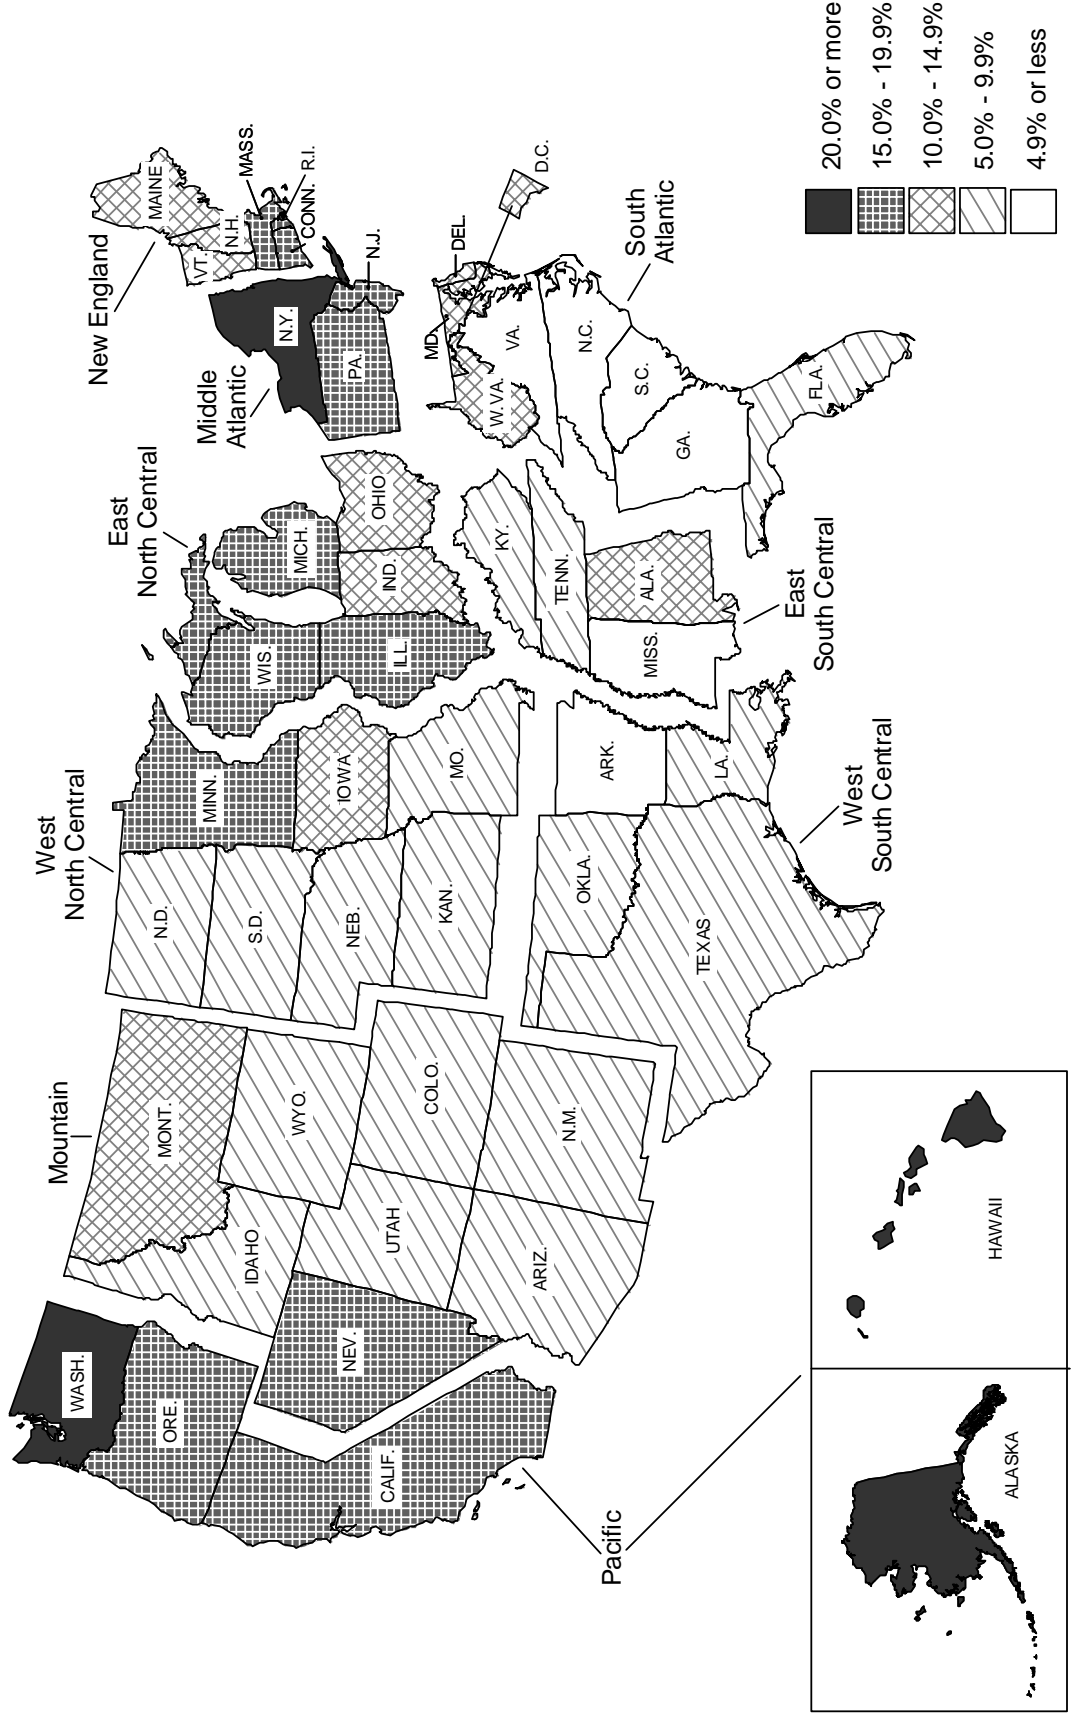 Pacific
Mountain
West
North Central
East
North Central
Middle
Atlantic
New England
South
Atlantic
East
South Central
West
South Central
WASH.
ORE.
CALIF.
NEV.
IDAHO
MONT.
WYO.
UTAH
COLO.
ARIZ.
N.M.
N.D.
S.D.
NEB.
KAN.
MINN.
IOWA
MO.
OKLA.
TEXAS
ARK.
LA.
WIS.
MICH.
ILL.
IND.
OHIO
KY.
TENN.
MISS.
ALA.
N.Y.
PA.
N.J.
VT.
N.H.
MAINE
MASS.
R.I.
CONN.
DEL.
D.C.
MD.
W. VA.
VA.
N.C.
S.C.
GA.
FLA.
ALASKA
HAWAII
20.0% or more
15.0% - 19.9%
10.0% - 14.9%
5.0% - 9.9%
4.9% or less